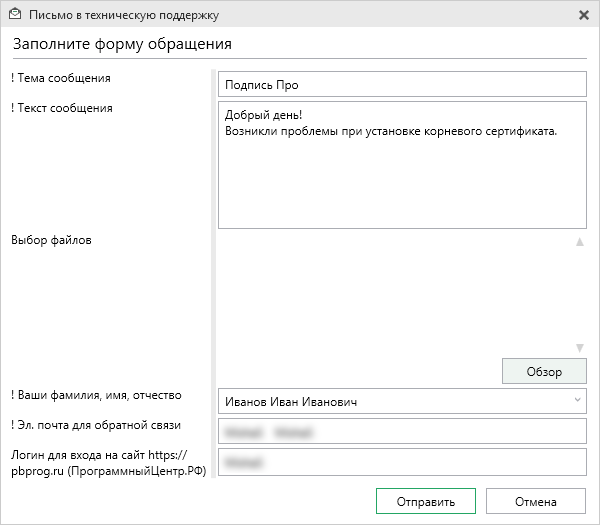 Письмо в техническую поддержку
Заполните форму обращения
! Тема сообщения
Подпись Про
! Текст сообщения
Добрый день!
Возникли проблемы при установке корневого сертификата.
Выбор файлов
Обзор
! Ваши фамилия, имя, отчество
Иванов Иван Иванович
! Эл. почта для обратной связи
Логин для входа на сайт https://
pbprog.ru (ПрограммныйЦентр.РФ)
Отправить
Отмена